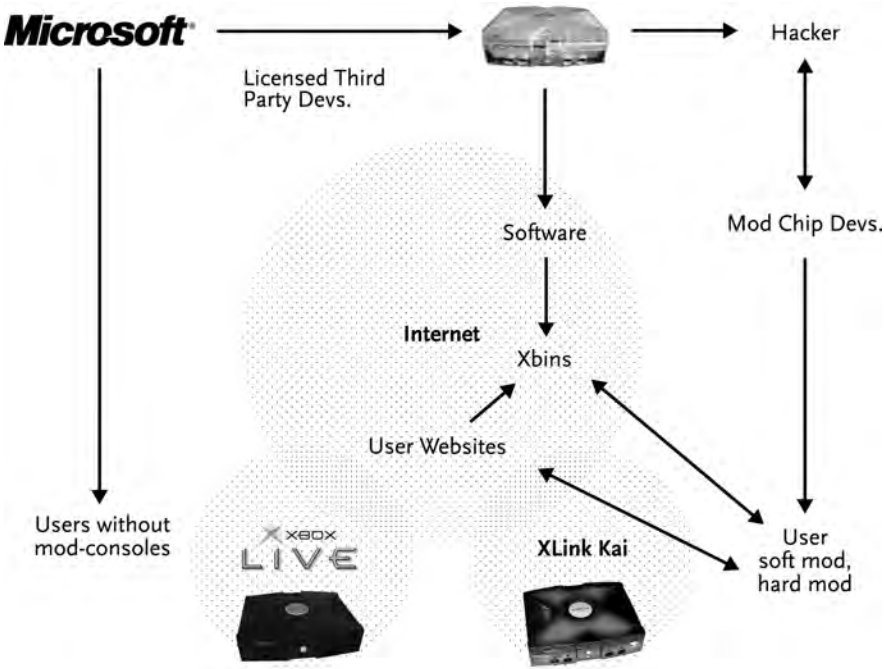 Microsoft
Hacker
Licensed Third
Party Devs.
Software
Mod Chip Devs.
Internet
Xbins
User Websites
Users without
mod-consoles
XBOX
LIVE
XLink Kai
User
soft mod,
hard mod